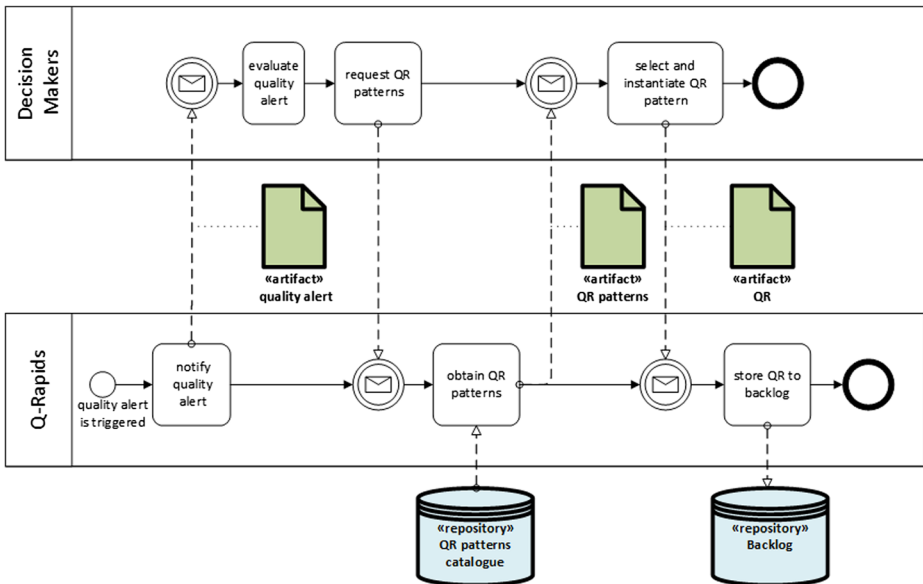 Decision
Makers
evaluate
quality
alert
request QR
patterns
select and
instantiate QR
pattern
«artifact»
quality alert
«artifact»
QR patterns
«artifact»
QR
Q-Rapids
quality alert
is triggered
notify
quality
alert
obtain QR
patterns
store QR to
backlog
«repository»
QR patterns
catalogue
«repository»
Backlog